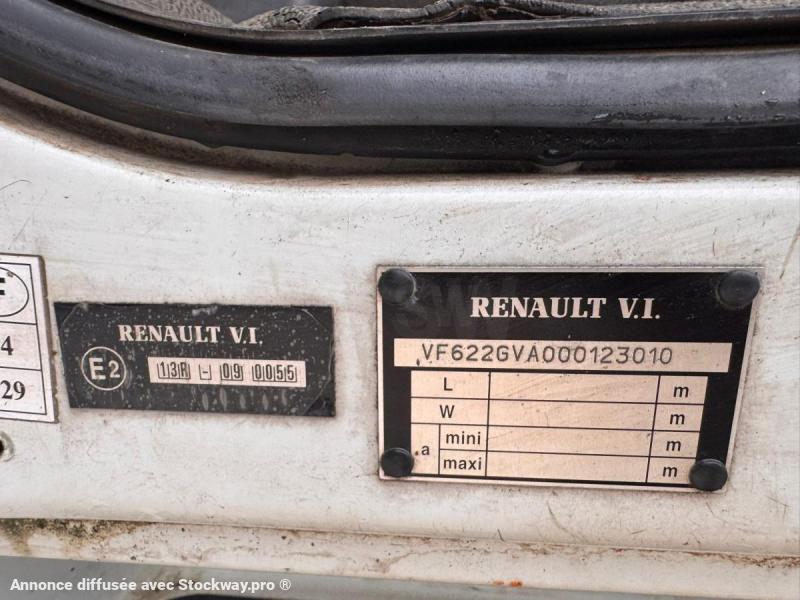 F
4
29
RENAULT V.I.
E2 13R - 09 0055
RENAULT V.I.
VF622GVA000123010
L m
W m
a mini m
maxi m
Annonce diffusée avec Stockway.pro ®